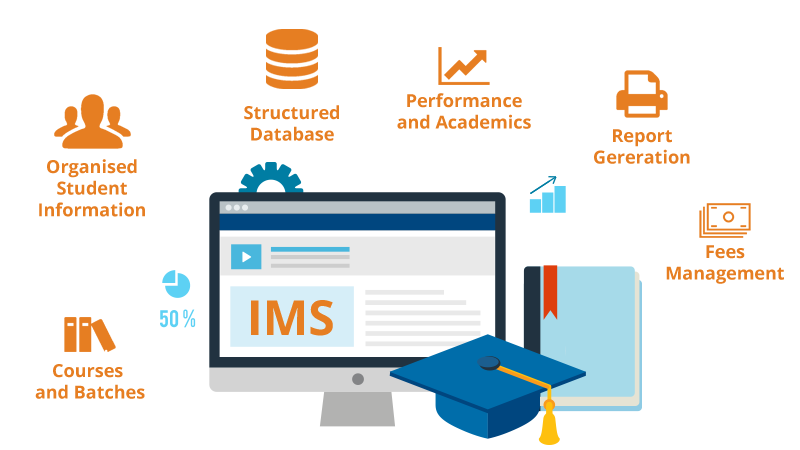 Structured
Database
Performance
and Academics
Report
Gereration
Organised
Student
Information
Fees
Management
50 %
IMS
Courses
and Batches